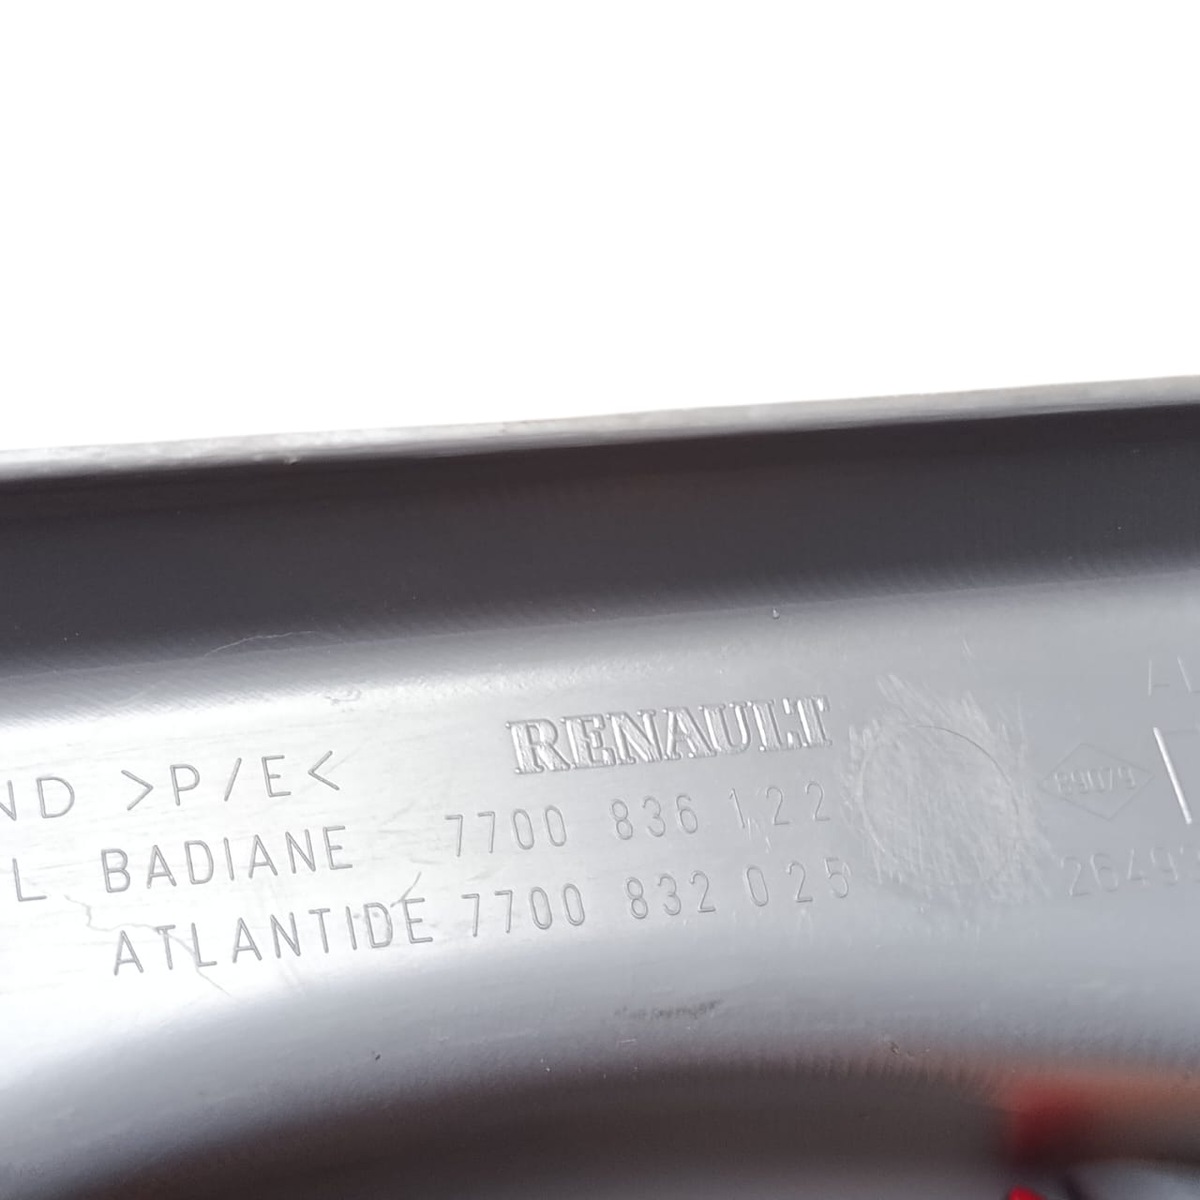 RENAULT
ND >P/E<
L BADIANE 7700 836 122
ATLANTIDE 7700 832 025